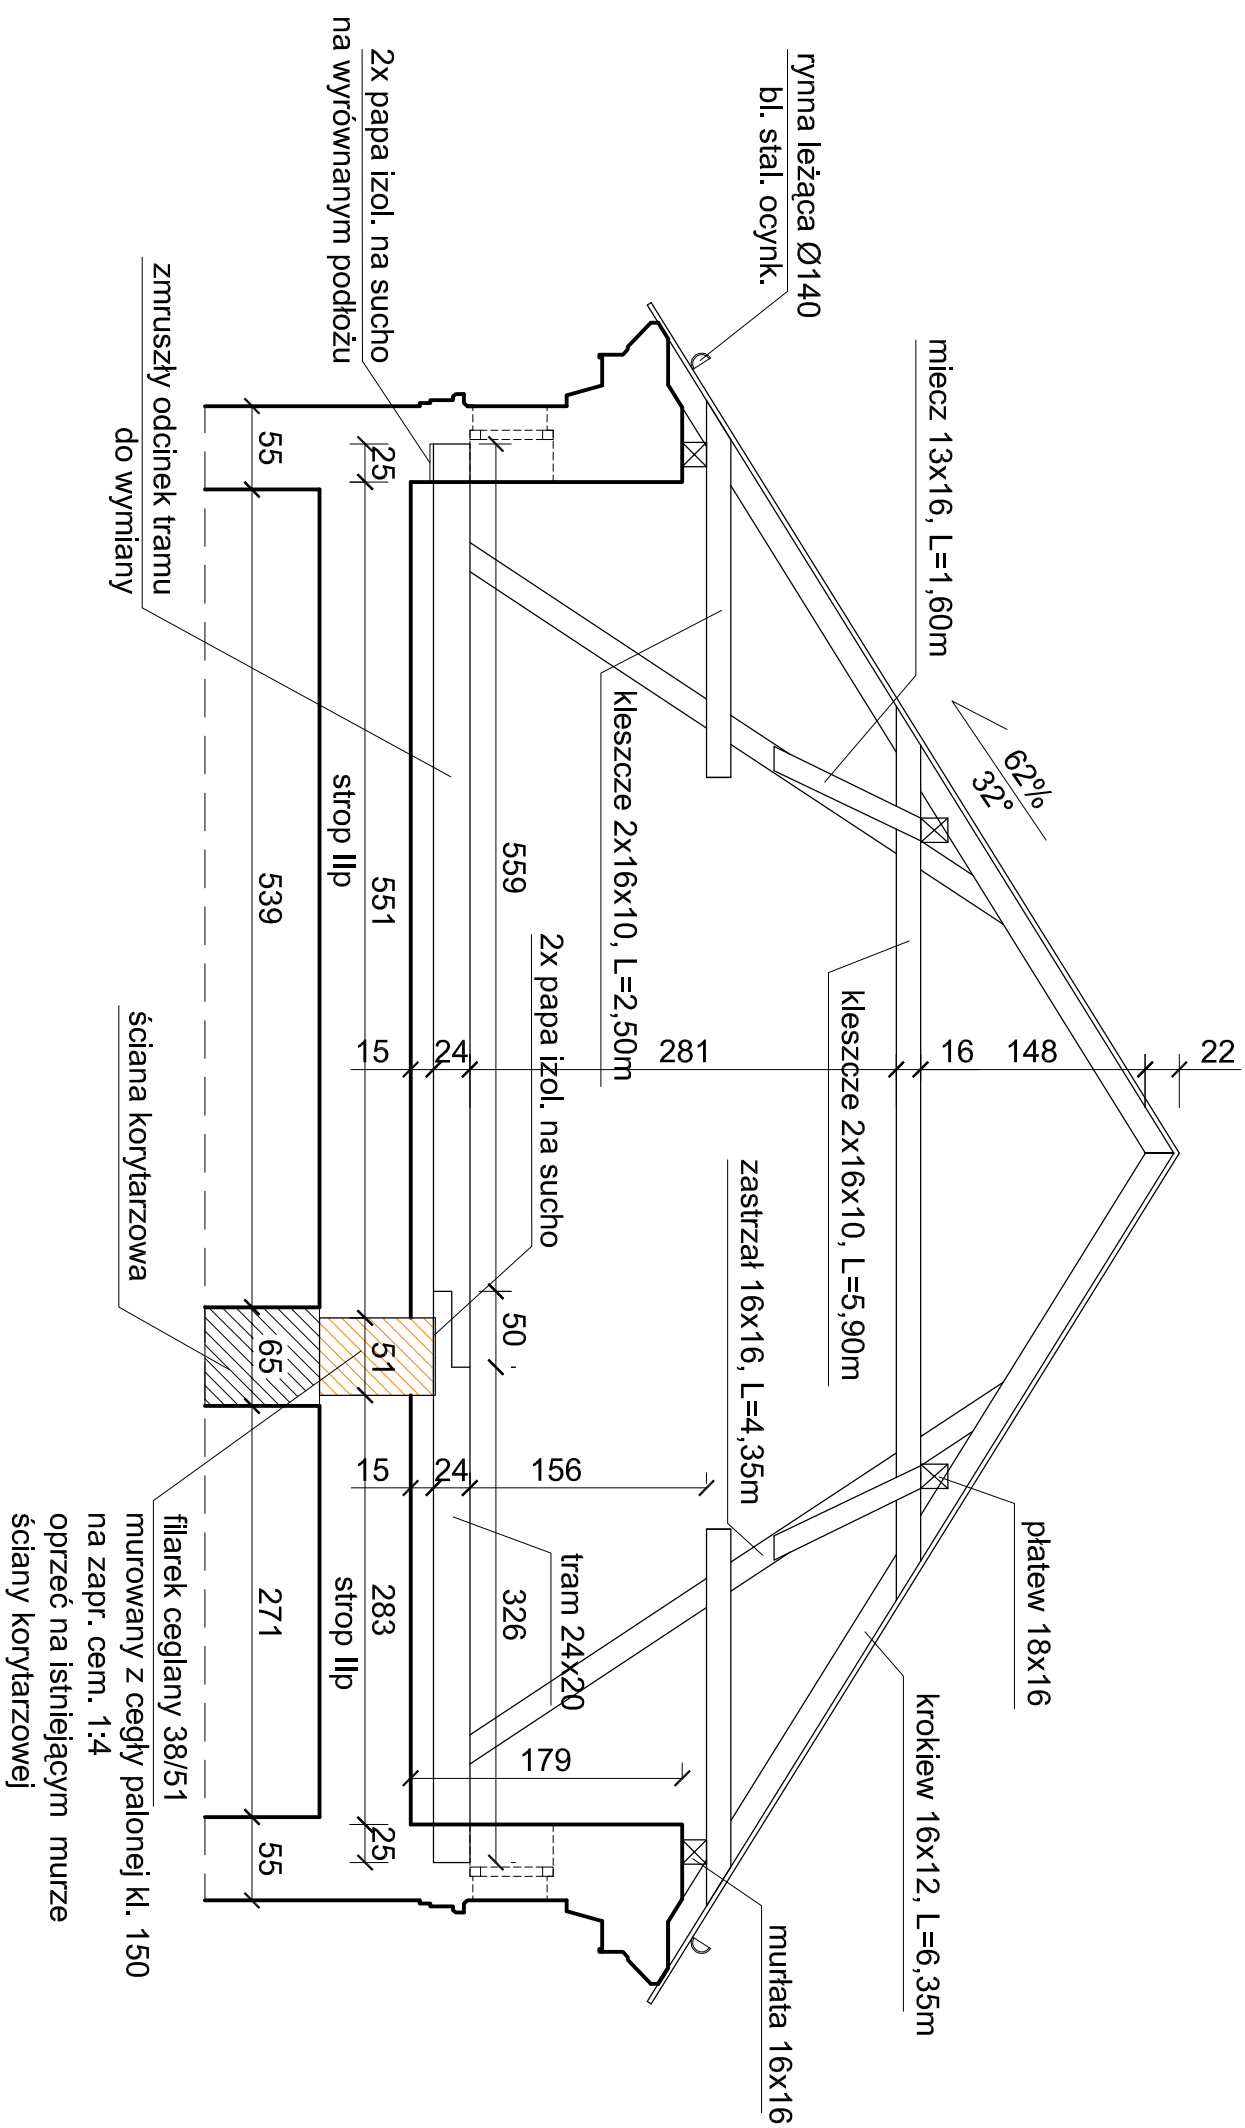 rynna leżąca Ø140
bl. stal. ocynk.
miecz 13x16, L=1,60m
62%
32°
płatew 18x16
krokiew 16x12, L=6,35m
murłata 16x16
kleszcze 2x16x10, L=5,90m
zastrzał 16x16, L=4,35m
kleszcze 2x16x10, L=2,50m
2x papa izol. na sucho
tram 24x20
2x papa izol. na sucho
na wyrównanym podłożu
22
148
16
281
24
15
156
24
15
179
559
50
326
25
551
51
283
25
strop IIp
strop IIp
55
539
65
271
55
zmruszły odcinek tramu
do wymiany
ściana korytarzowa
filarek ceglany 38/51
murowany z cegły palonej kl. 150
na zapr. cem. 1:4
oprzeć na istniejącym murze
ściany korytarzowej